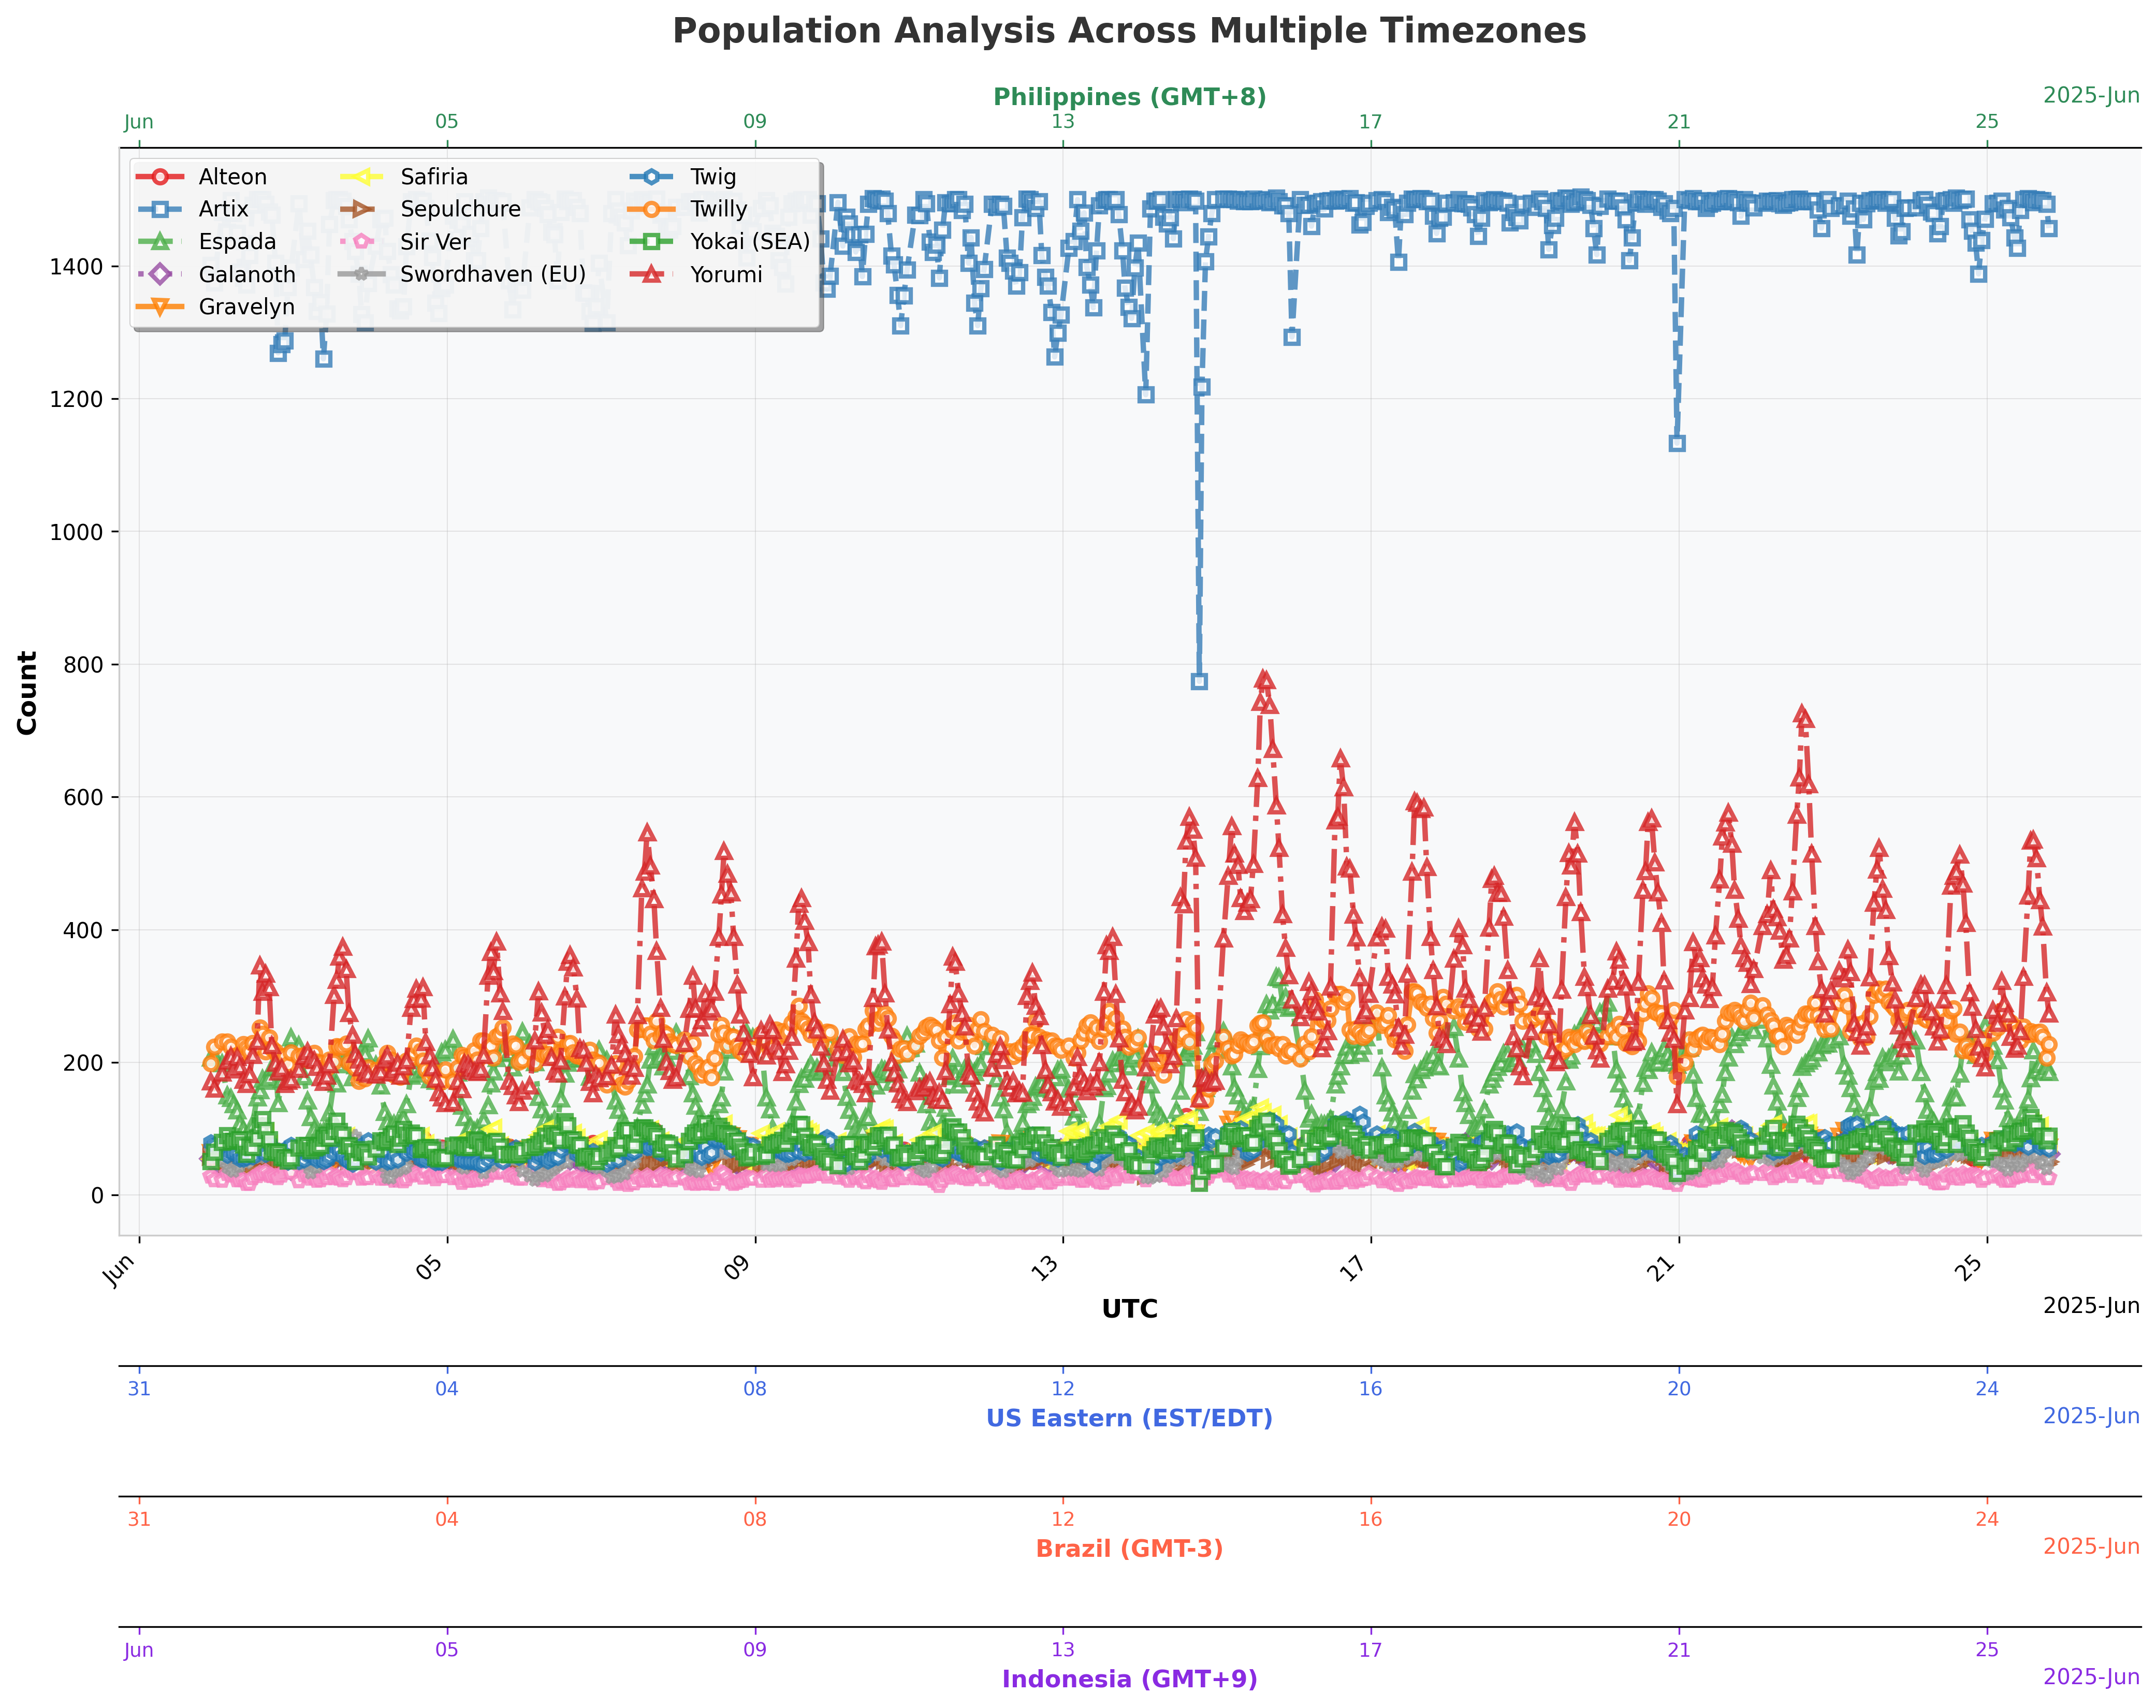 Population Analysis Across Multiple Timezones
Philippines (GMT+8)
2025-Jun
Jun 05 09 13 17 21 25
Alteon Safiria Twig
Artix Sepulchure Twilly
Espada Sir Ver Yokai (SEA)
Galanoth Swordhaven (EU) Yorumi
Gravelyn
1400
1200
1000
800
600
400
200
0
Count
Jun 05 09 13 17 21 25
UTC
2025-Jun
31 04 08 12 16 20 24
US Eastern (EST/EDT)
2025-Jun
31 04 08 12 16 20 24
Brazil (GMT-3)
2025-Jun
Jun 05 09 13 17 21 25
Indonesia (GMT+9)
2025-Jun